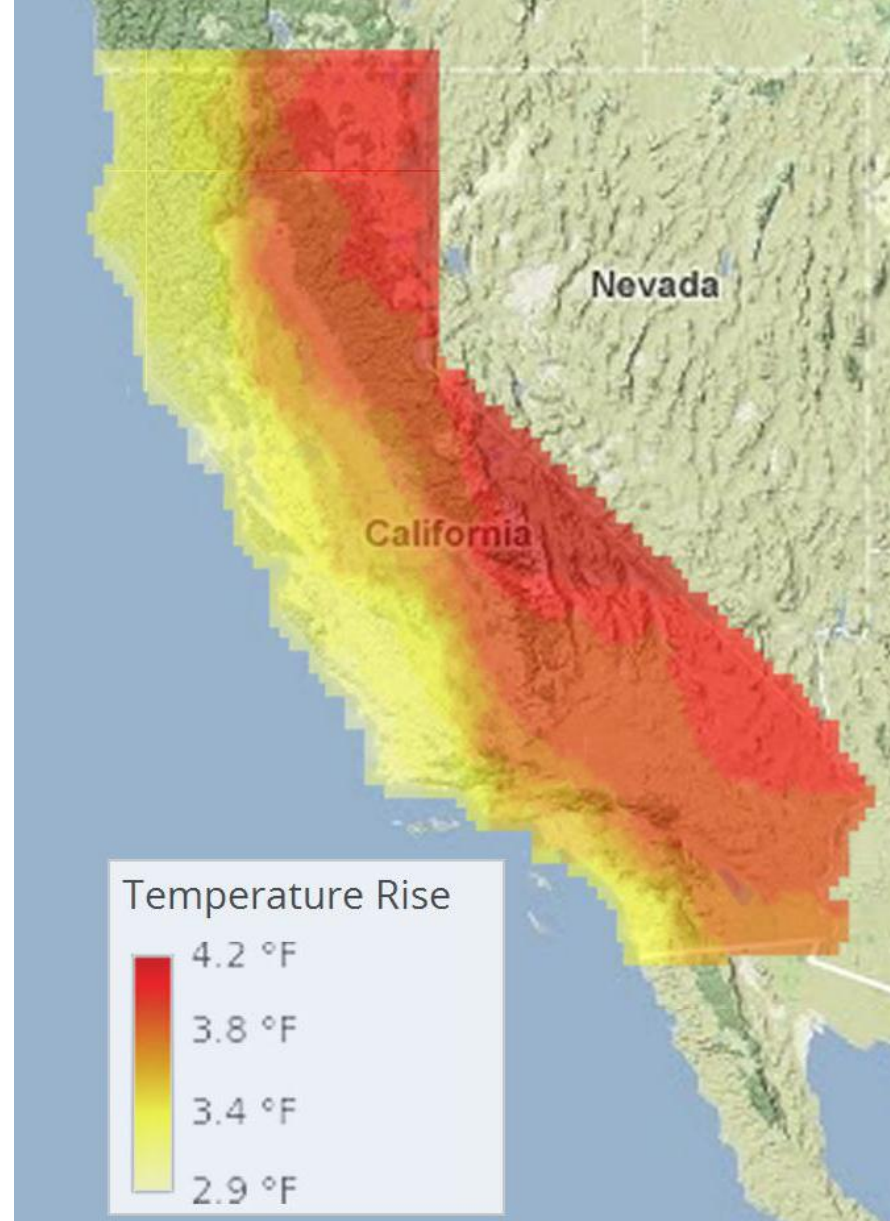 Nevada
California
Temperature Rise
4.2 °F
3.8 °F
3.4 °F
2.9 °F